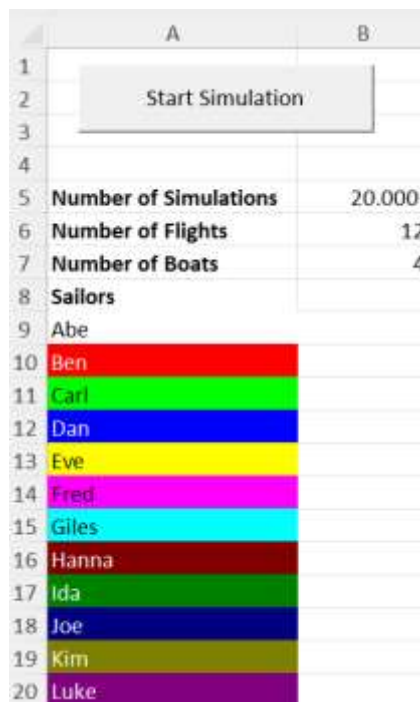 A B
1
2 Start Simulation
3
4
5 Number of Simulations 20.000
6 Number of Flights 12
7 Number of Boats 4
8 Sailors
9 Abe
10 Ben
11 Carl
12 Dan
13 Eve
14 Fred
15 Giles
16 Hanna
17 Ida
18 Joe
19 Kim
20 Luke